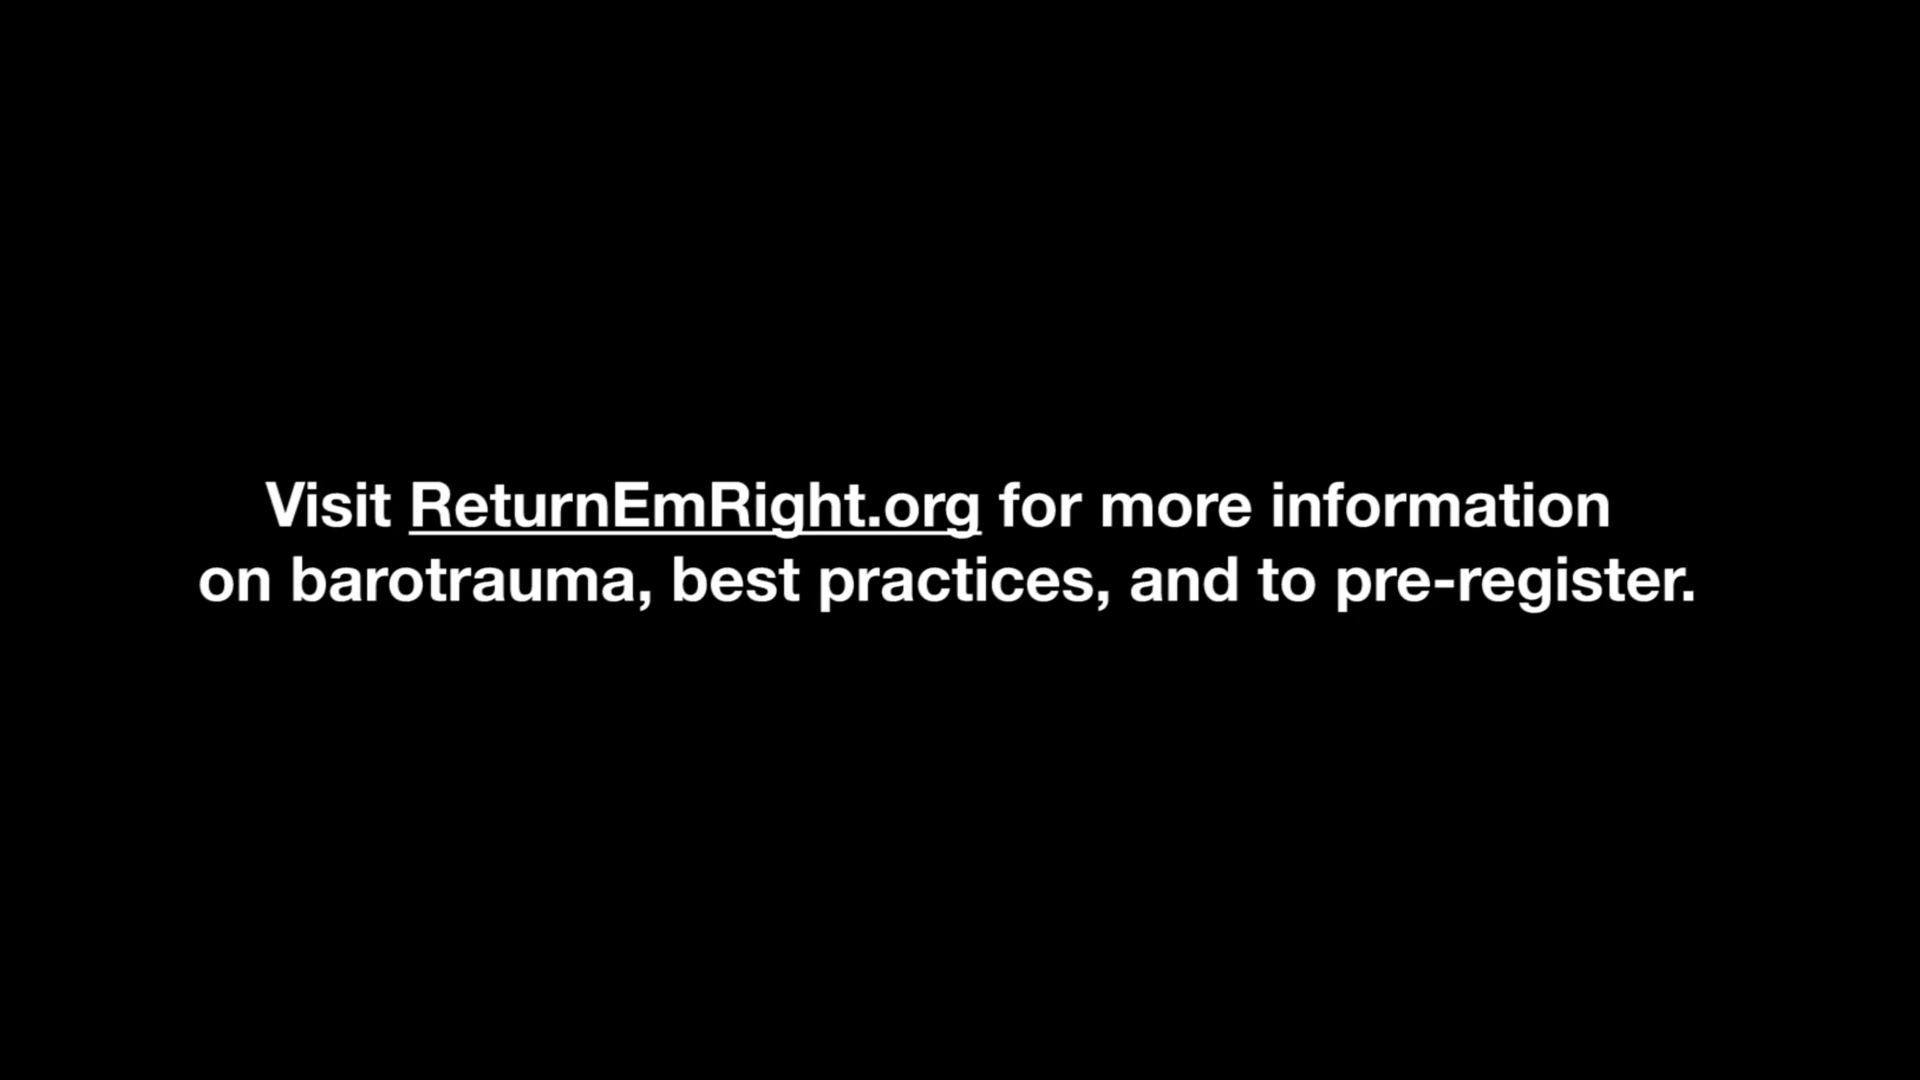 Visit ReturnEmRight.org for more information
on barotrauma, best practices, and to pre-register.